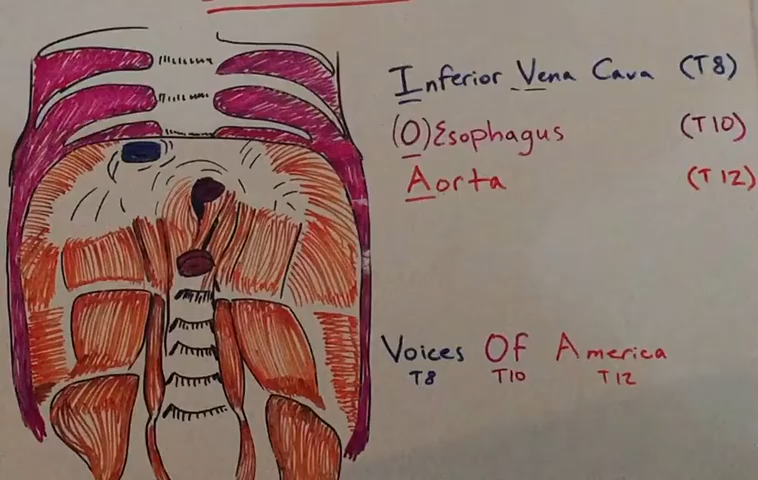 Inferior Vena Cava (T8)
(O)Esophagus (T10)
Aorta (T12)
Voices Of America
T8 T10 T12